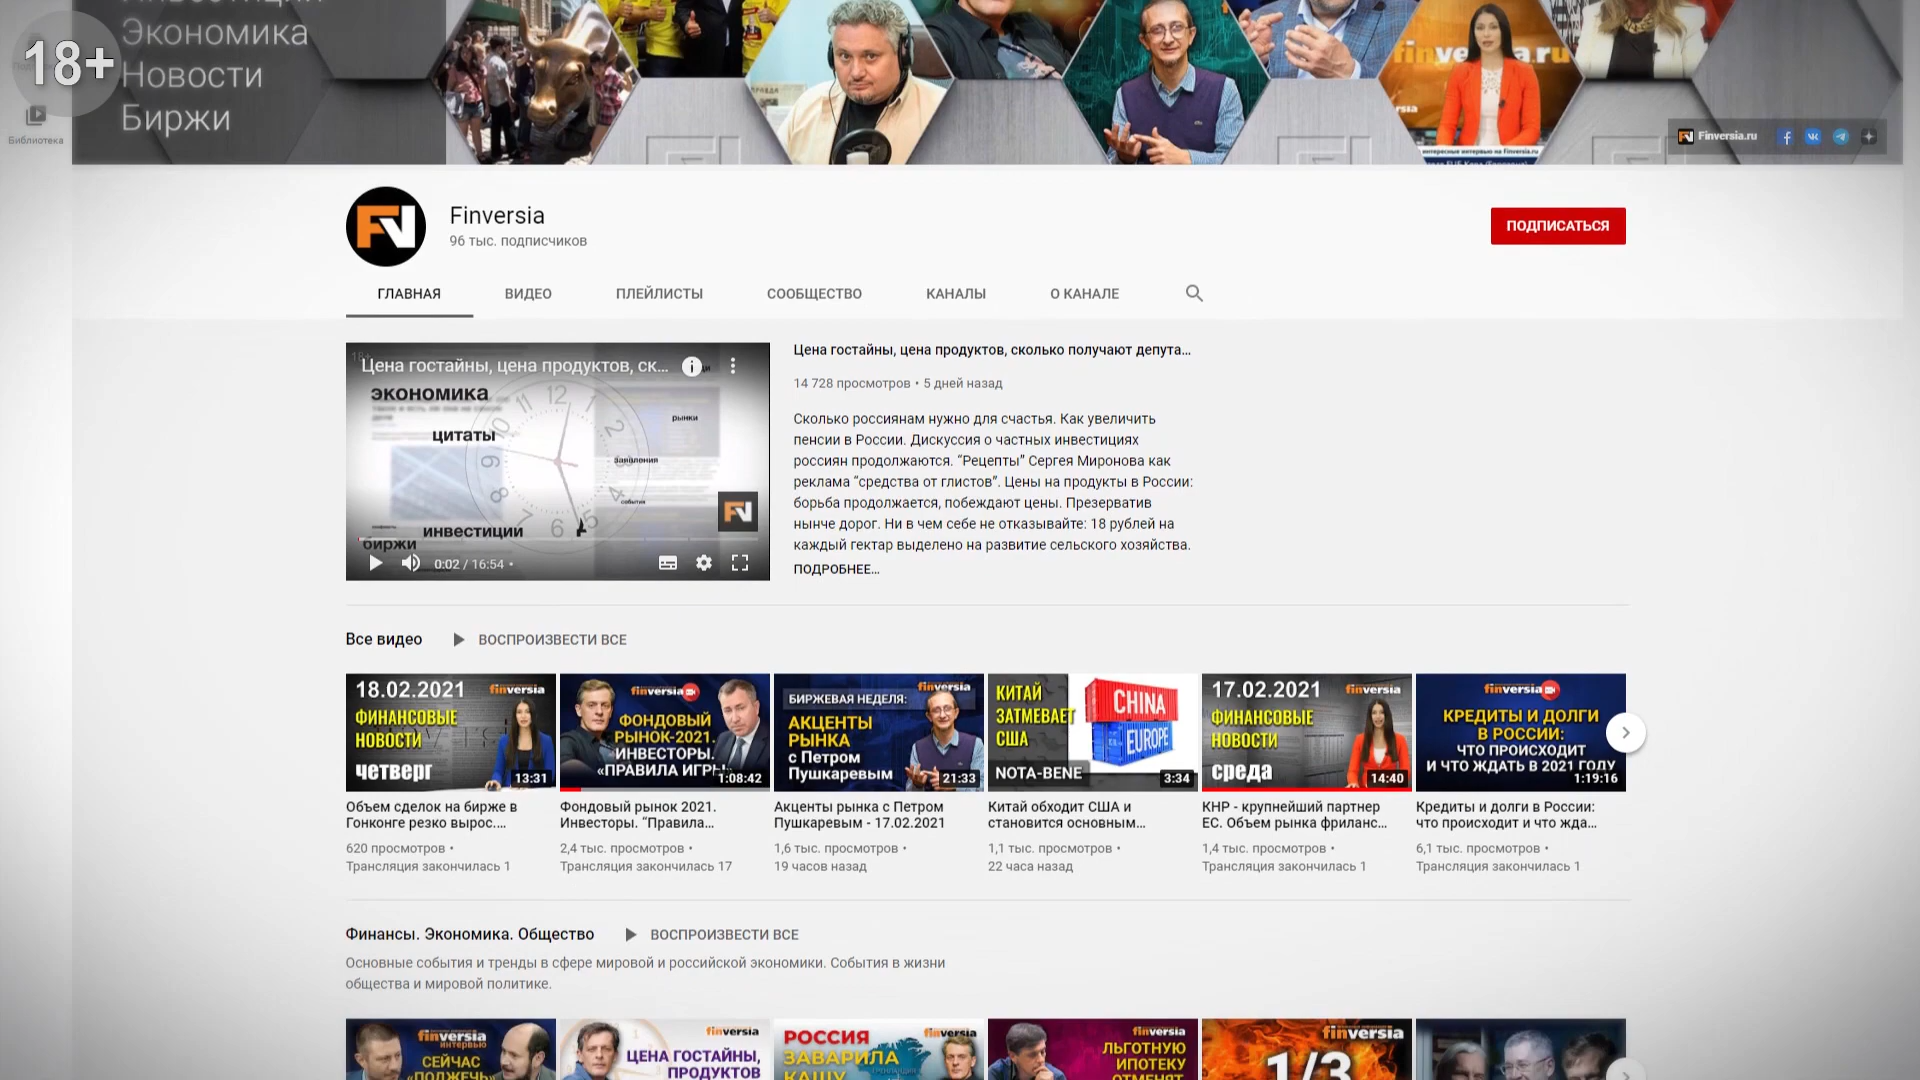 18+
Экономика
Новости
Биржи
Библиотека
finversia.ru
Finversia.ru
Finversia
96 тыс. подписчиков
ПОДПИСАТЬСЯ
ГЛАВНАЯ
ВИДЕО
ПЛЕЙЛИСТЫ
СООБЩЕСТВО
КАНАЛЫ
О КАНАЛЕ
Цена гостайны, цена продуктов, ск...
экономика
цитаты
рынки
заявления
события
инвестиции
биржи
0:02 / 16:54 •
Цена гостайны, цена продуктов, сколько получают депута...
14 728 просмотров • 5 дней назад
Сколько россиянам нужно для счастья. Как увеличить
пенсии в России. Дискуссия о частных инвестициях
россиян продолжаются. “Рецепты” Сергея Миронова как
реклама “средства от глистов”. Цены на продукты в России:
борьба продолжается, побеждают цены. Презерватив
нынче дорог. Ни в чем себе не отказывайте: 18 рублей на
каждый гектар выделено на развитие сельского хозяйства.
ПОДРОБНЕЕ...
Все видео
ВОСПРОИЗВЕСТИ ВСЕ
18.02.2021 finversia
ФИНАНСОВЫЕ
НОВОСТИ
четверг
13:31
finversia
ФОНДОВЫЙ
РЫНОК-2021.
ИНВЕСТОРЫ.
«ПРАВИЛА ИГРЫ»
1:08:42
finversia
БИРЖЕВАЯ НЕДЕЛЯ:
АКЦЕНТЫ
РЫНКА
с Петром
Пушкаревым
21:33
КИТАЙ
ЗАТМЕВАЕТ
США
CHINA
EUROPE
NOTA-BENE
3:34
17.02.2021 finversia
ФИНАНСОВЫЕ
НОВОСТИ
среда
14:40
finversia
КРЕДИТЫ И ДОЛГИ
В РОССИИ:
ЧТО ПРОИСХОДИТ
И ЧТО ЖДАТЬ В 2021 ГОДУ
1:19:16
Объем сделок на бирже в
Гонконге резко вырос....
620 просмотров •
Трансляция закончилась 1
Фондовый рынок 2021.
Инвесторы. “Правила...
2,4 тыс. просмотров •
Трансляция закончилась 17
Акценты рынка с Петром
Пушкаревым - 17.02.2021
1,6 тыс. просмотров •
19 часов назад
Китай обходит США и
становится основным...
1,1 тыс. просмотров •
22 часа назад
КНР - крупнейший партнер
ЕС. Объем рынка фриланс...
1,4 тыс. просмотров •
Трансляция закончилась 1
Кредиты и долги в России:
что происходит и что жда...
6,1 тыс. просмотров •
Трансляция закончилась 1
Финансы. Экономика. Общество
ВОСПРОИЗВЕСТИ ВСЕ
Основные события и тренды в сфере мировой и российской экономики. События в жизни
общества и мировой политике.
finversia
интервью
СЕЙЧАС
«ПОДЖЕЧЬ»
finversia
ЦЕНА ГОСТАЙНЫ,
ПРОДУКТОВ
finversia
РОССИЯ
ЗАВАРИЛА
КАШУ
finversia
ЛЬГОТНУЮ
ИПОТЕКУ
ОТМЕНЯТ
finversia
1/3